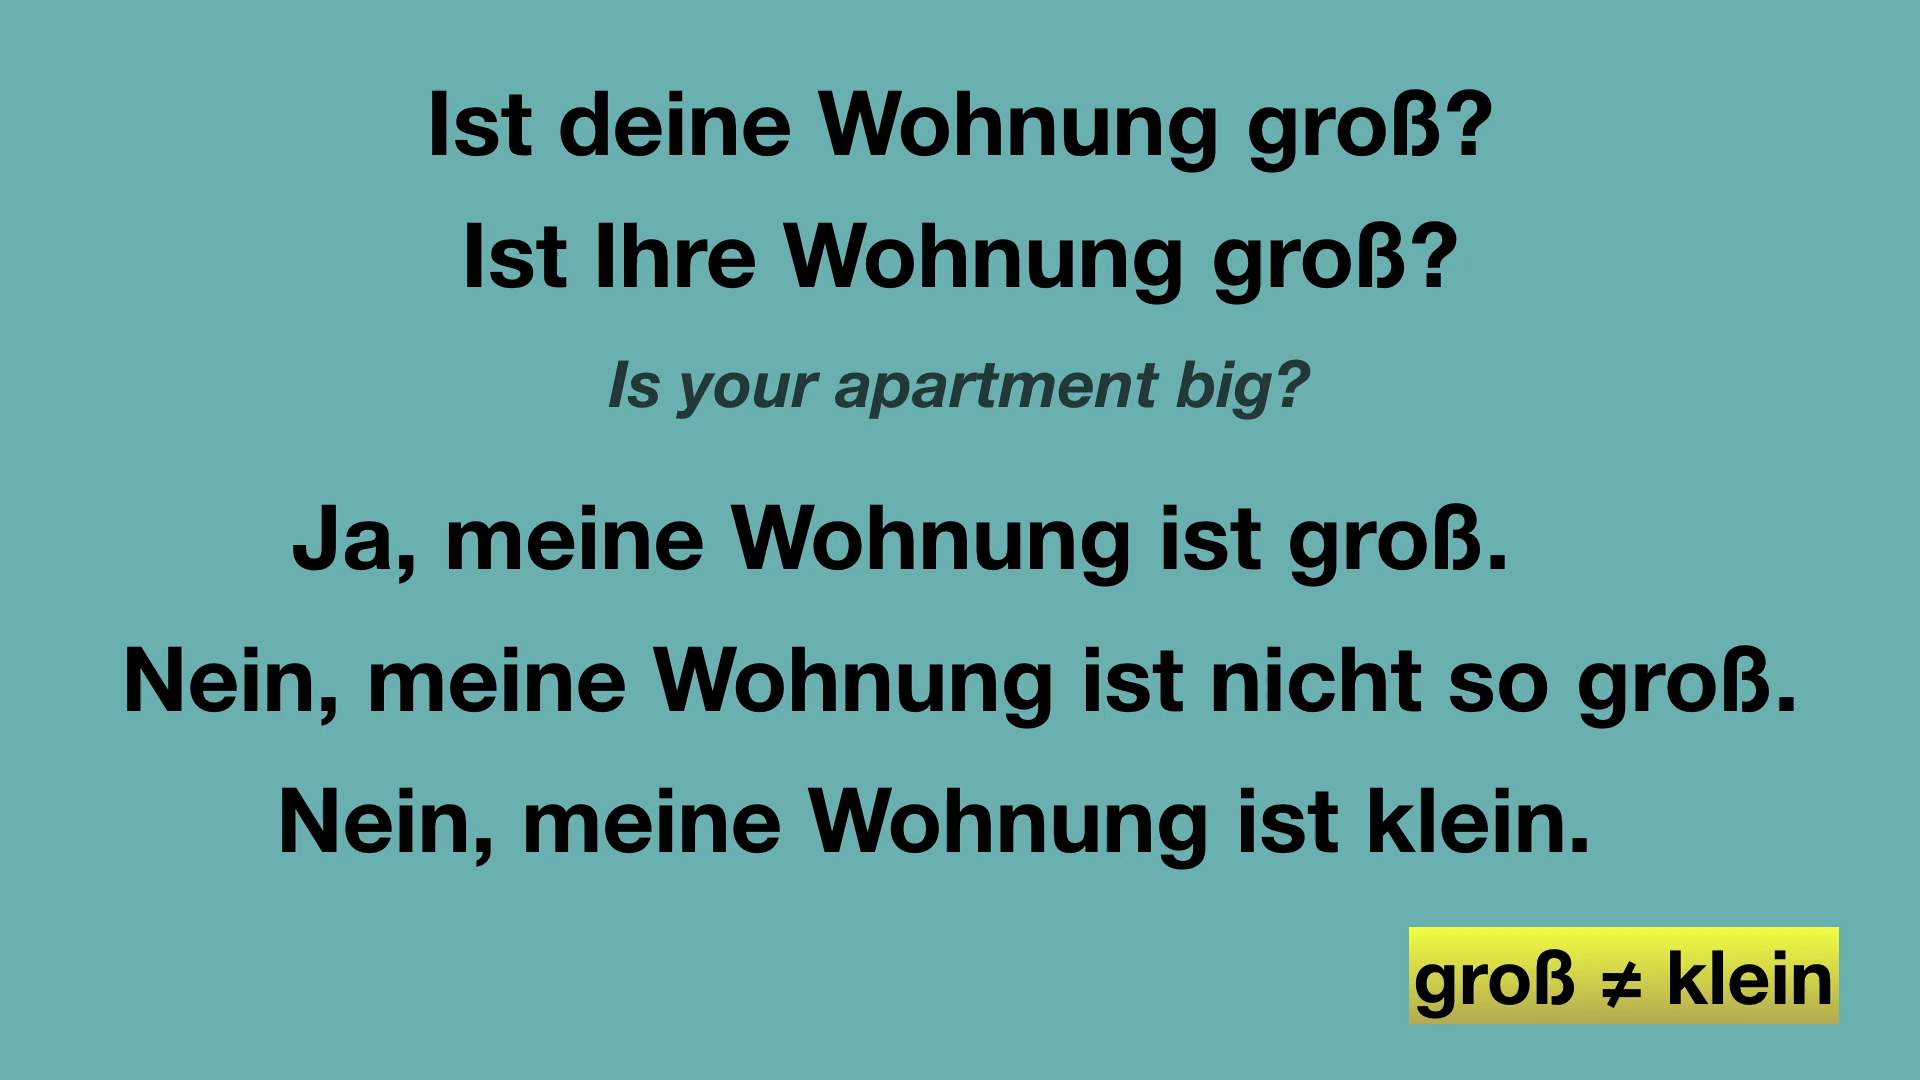 Ist deine Wohnung groß?
Ist Ihre Wohnung groß?
Is your apartment big?
Ja, meine Wohnung ist groß.
Nein, meine Wohnung ist nicht so groß.
Nein, meine Wohnung ist klein.
groß ≠ klein